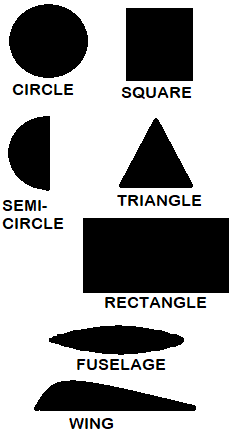 CIRCLE
SQUARE
SEMI-
CIRCLE
TRIANGLE
RECTANGLE
FUSELAGE
WING